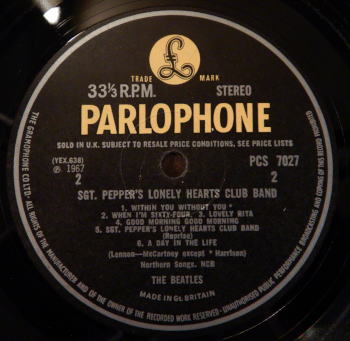 TRADE MARK
33⅓ R.P.M. STEREO
PARLOPHONE
SOLD IN U.K. SUBJECT TO RESALE PRICE CONDITIONS, SEE PRICE LISTS
(YEX.638) PCS 7027
℗ 1967
2 2
SGT. PEPPER'S LONELY HEARTS CLUB BAND
1. WITHIN YOU WITHOUT YOU *
2. WHEN I'M SIXTY-FOUR, 3. LOVELY RITA
4. GOOD MORNING GOOD MORNING
5. SGT. PEPPER'S LONELY HEARTS CLUB BAND
(Reprise)
6. A DAY IN THE LIFE
(Lennon—McCartney except * Harrison)
Northern Songs, NCB
THE BEATLES
MADE IN GT. BRITAIN
THE GRAMOPHONE CO. LTD. ALL RIGHTS OF THE MANUFACTURER AND OF THE OWNER OF THE RECORDED WORK RESERVED UNAUTHORISED PUBLIC PERFORMANCE BROADCASTING AND COPYING OF THIS RECORD PROHIBITED